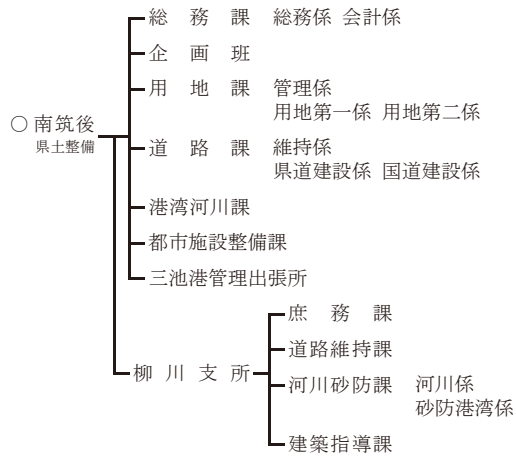 総務課 総務係 会計係
企画班
用地課 管理係
用地第一係 用地第二係
○南筑後
県土整備
道路課 維持係
県道建設係 国道建設係
港湾河川課
都市施設整備課
三池港管理出張所
柳川支所
庶務課
道路維持課
河川砂防課 河川係
砂防港湾係
建築指導課